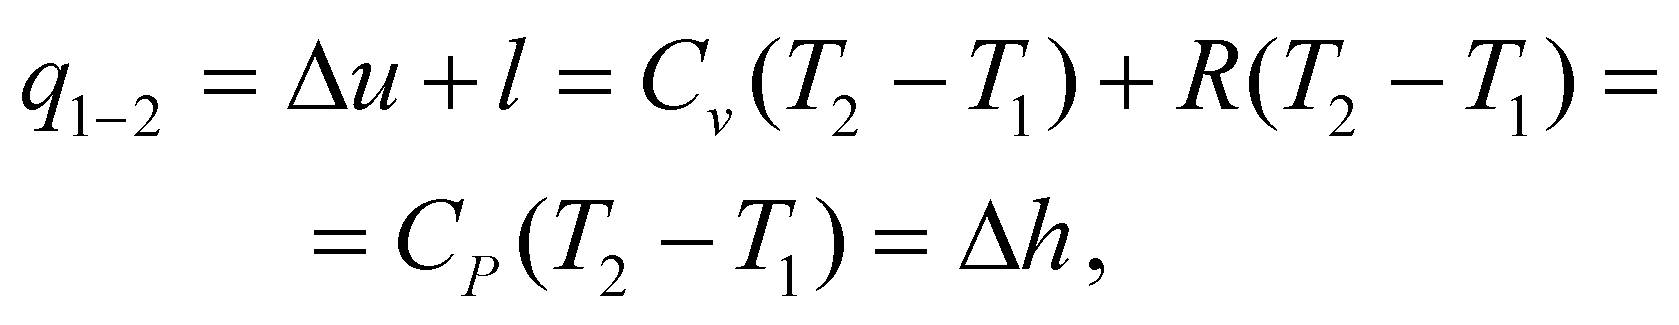 q₁₋₂ = Δu + l = Cᵥ(T₂ − T₁) + R(T₂ − T₁) =
= C_P(T₂ − T₁) = Δh,